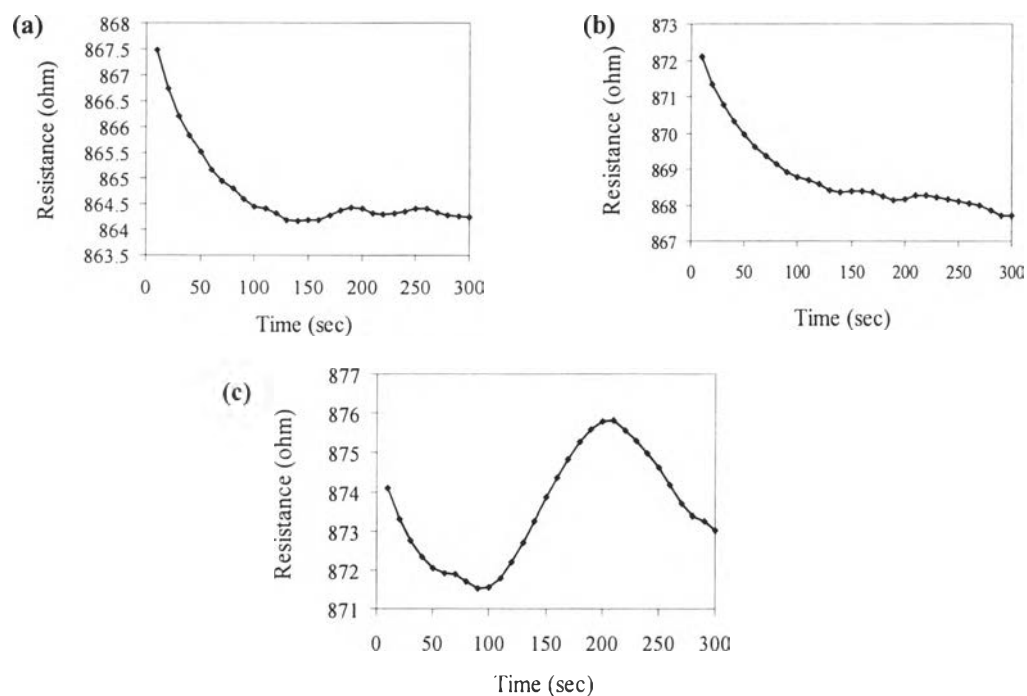 (a)
Resistance (ohm)
868
867.5
867
866.5
866
865.5
865
864.5
864
863.5
0 50 100 150 200 250 300
Time (sec)
(b)
Resistance (ohm)
873
872
871
870
869
868
867
0 50 100 150 200 250 300
Time (sec)
(c)
Resistance (ohm)
877
876
875
874
873
872
871
0 50 100 150 200 250 300
Time (sec)